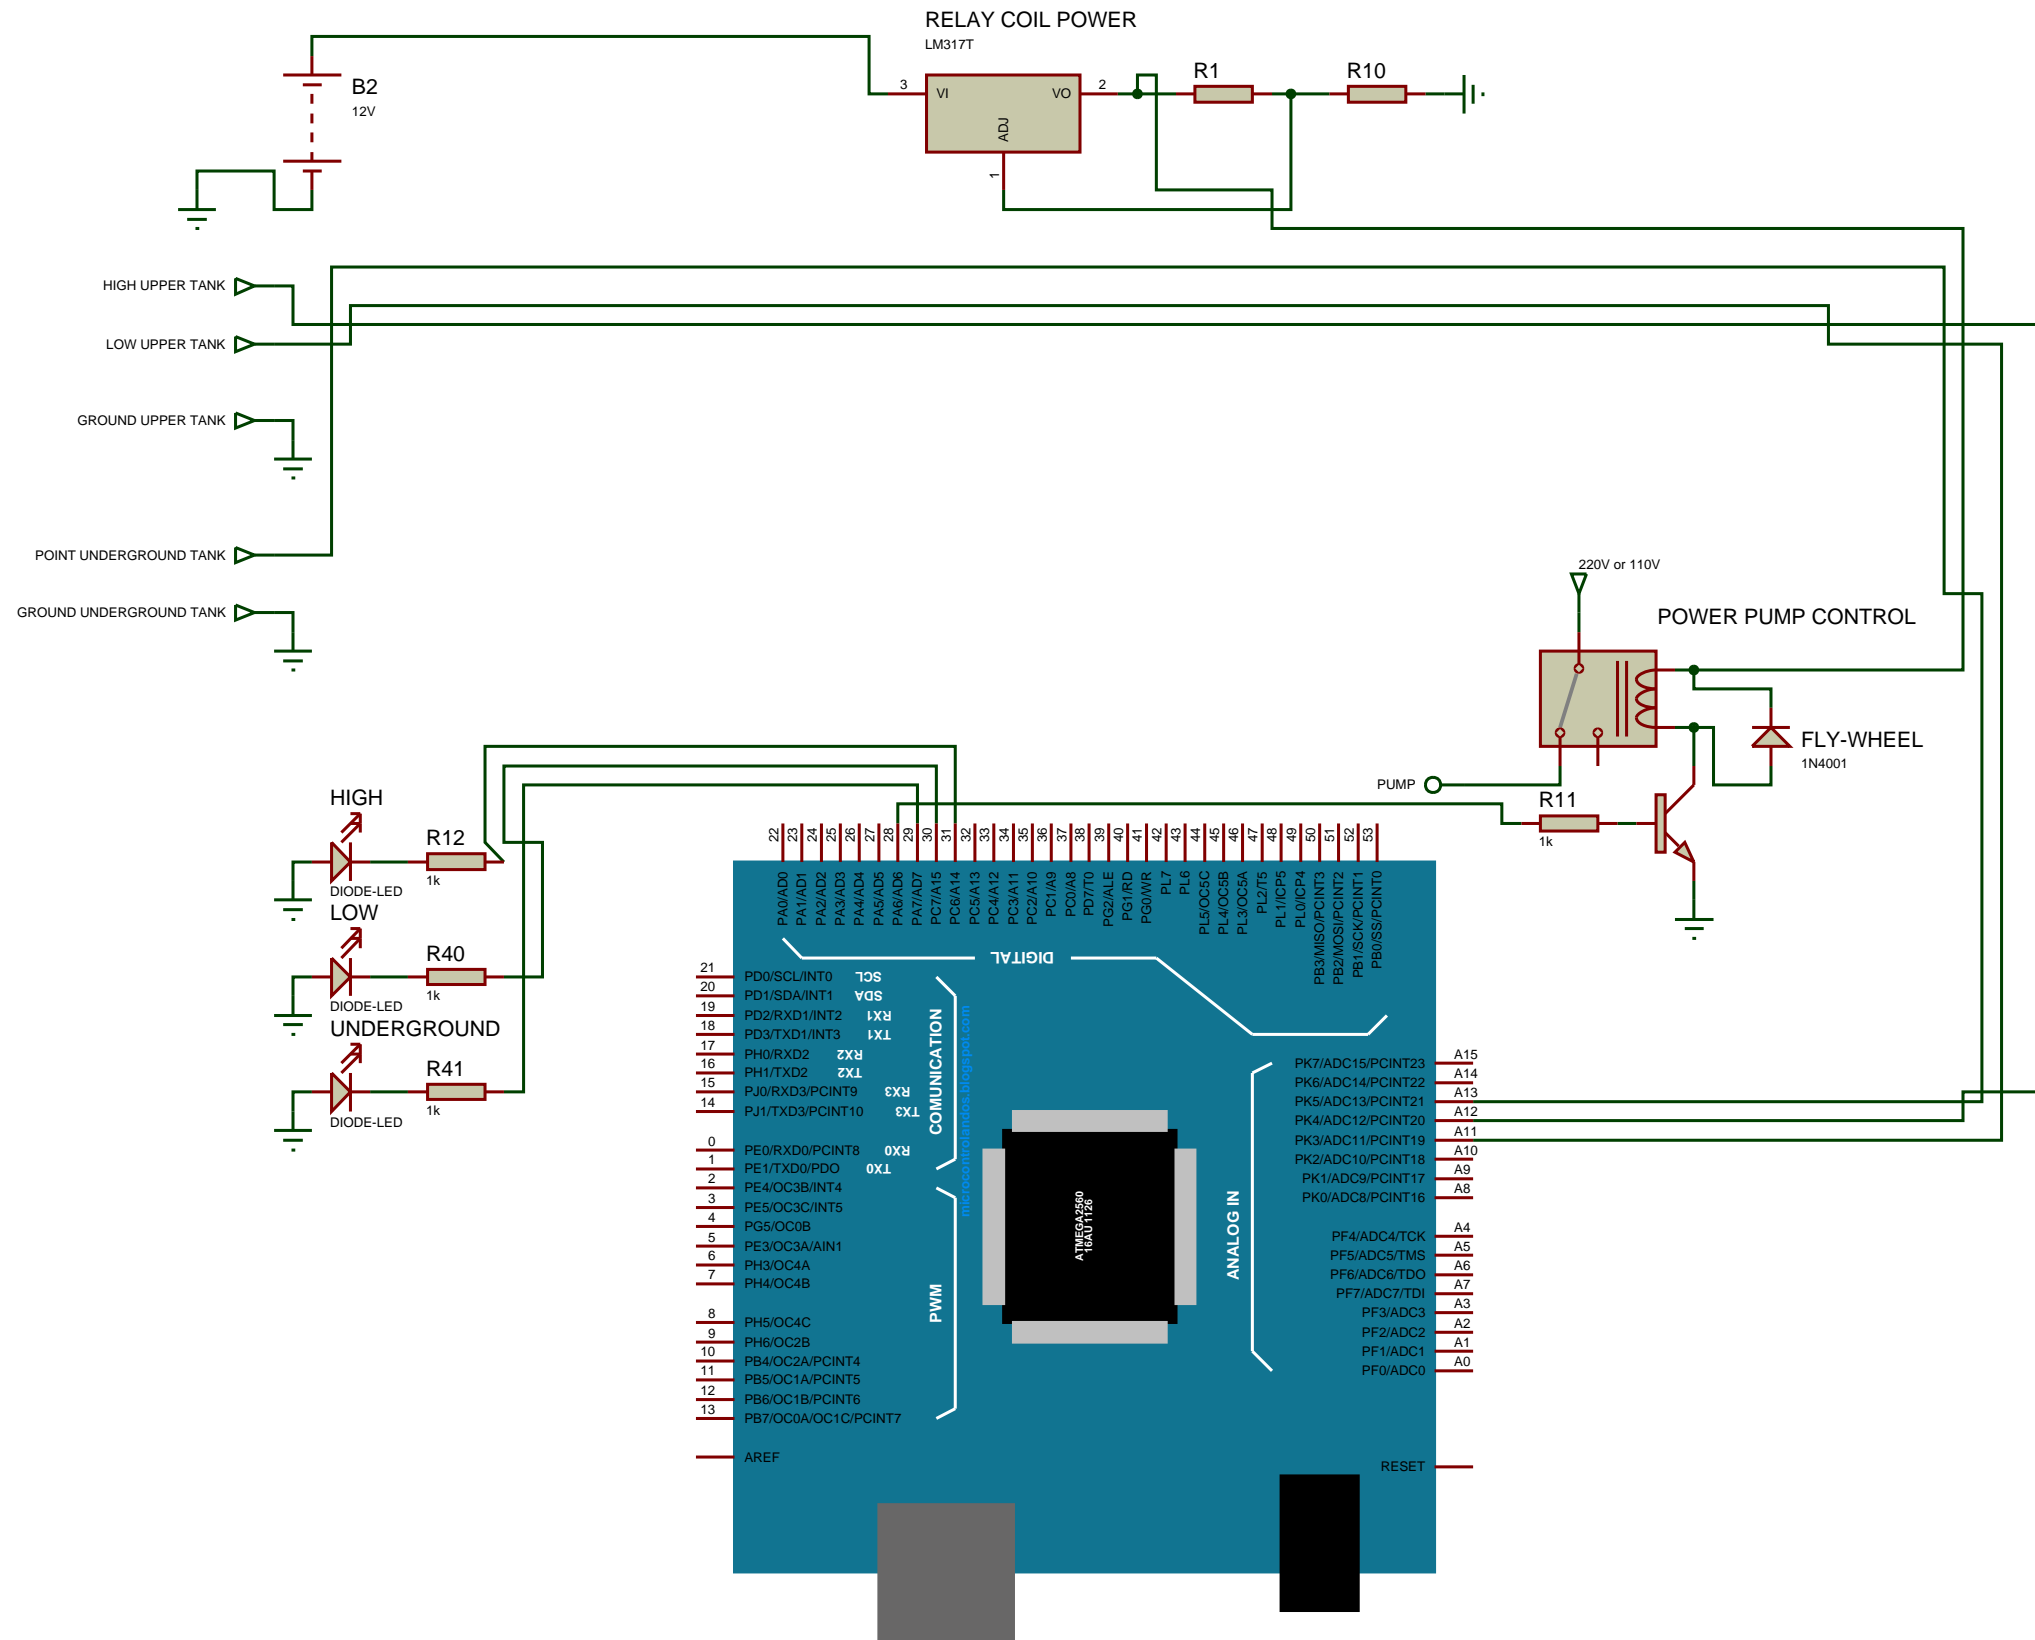 RELAY COIL POWER
LM317T
B2
12V
3
VI
VO
2
ADJ
1
R1
R10
HIGH UPPER TANK
LOW UPPER TANK
GROUND UPPER TANK
POINT UNDERGROUND TANK
GROUND UNDERGROUND TANK
220V or 110V
POWER PUMP CONTROL
FLY-WHEEL
1N4001
PUMP
R11
1k
HIGH
R12
1k
DIODE-LED
LOW
R40
1k
DIODE-LED
UNDERGROUND
R41
1k
DIODE-LED
22 23 24 25 26 27 28 29 30 31 32 33 34 35 36 37 38 39 40 41 42 43 44 45 46 47 48 49 50 51 52 53
PA0/AD0
PA1/AD1
PA2/AD2
PA3/AD3
PA4/AD4
PA5/AD5
PA6/AD6
PA7/AD7
PC7/A15
PC6/A14
PC5/A13
PC4/A12
PC3/A11
PC2/A10
PC1/A9
PC0/A8
PD7/T0
PG2/ALE
PG1/RD
PG0/WR
PL7
PL6
PL5/OC5C
PL4/OC5B
PL3/OC5A
PL2/T5
PL1/ICP5
PL0/ICP4
PB3/MISO/PCINT3
PB2/MOSI/PCINT2
PB1/SCK/PCINT1
PB0/SS/PCINT0
DIGITAL
21 PD0/SCL/INT0 SCL
20 PD1/SDA/INT1 SDA
19 PD2/RXD1/INT2 RX1
18 PD3/TXD1/INT3 TX1
17 PH0/RXD2 RX2
16 PH1/TXD2 TX2
15 PJ0/RXD3/PCINT9 RX3
14 PJ1/TXD3/PCINT10 TX3
0 PE0/RXD0/PCINT8 RX0
1 PE1/TXD0/PDO TX0
2 PE4/OC3B/INT4
3 PE5/OC3C/INT5
4 PG5/OC0B
5 PE3/OC3A/AIN1
6 PH3/OC4A
7 PH4/OC4B
8 PH5/OC4C
9 PH6/OC2B
10 PB4/OC2A/PCINT4
11 PB5/OC1A/PCINT5
12 PB6/OC1B/PCINT6
13 PB7/OC0A/OC1C/PCINT7
AREF
COMUNICATION
PWM
microcontrolandos.blogspot.com
ATMEGA2560
16AU 1126
ANALOG IN
PK7/ADC15/PCINT23 A15
PK6/ADC14/PCINT22 A14
PK5/ADC13/PCINT21 A13
PK4/ADC12/PCINT20 A12
PK3/ADC11/PCINT19 A11
PK2/ADC10/PCINT18 A10
PK1/ADC9/PCINT17 A9
PK0/ADC8/PCINT16 A8
PF4/ADC4/TCK A4
PF5/ADC5/TMS A5
PF6/ADC6/TDO A6
PF7/ADC7/TDI A7
PF3/ADC3 A3
PF2/ADC2 A2
PF1/ADC1 A1
PF0/ADC0 A0
RESET